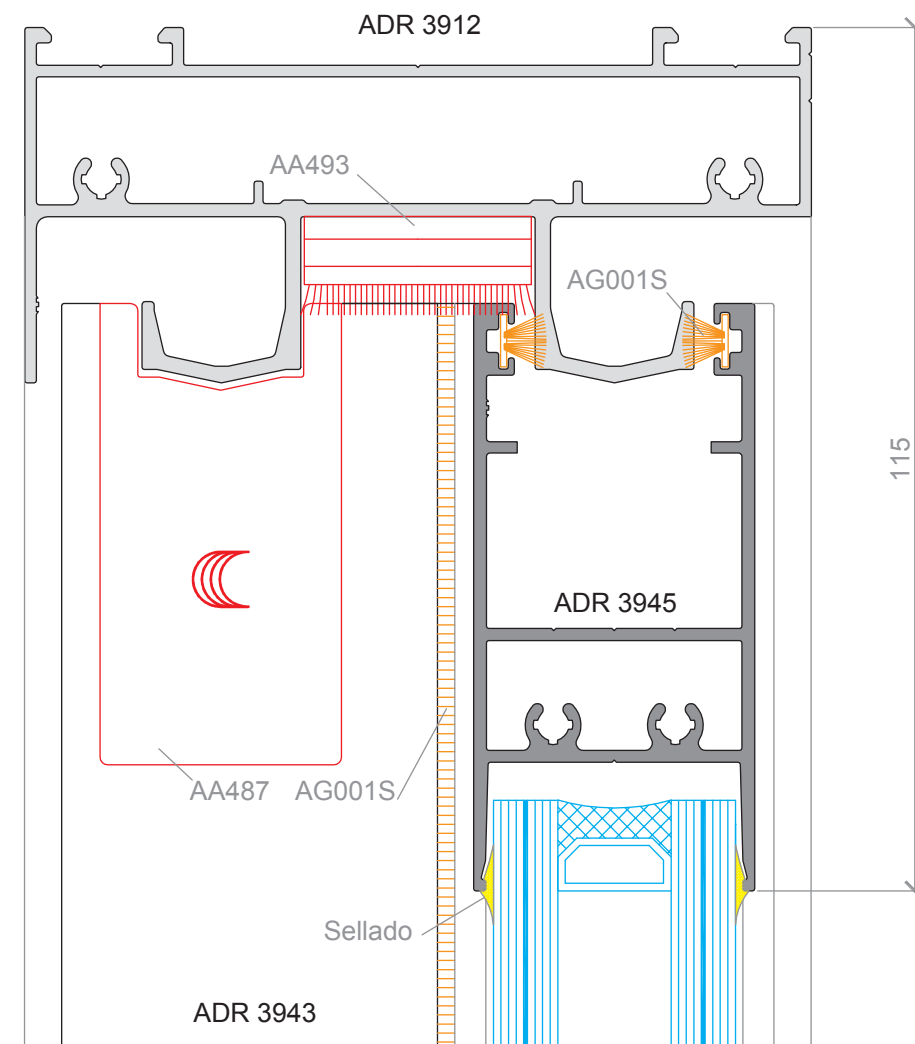 ADR 3912
AA493
AG001S
115
ADR 3945
AA487
AG001S
Sellado
ADR 3943